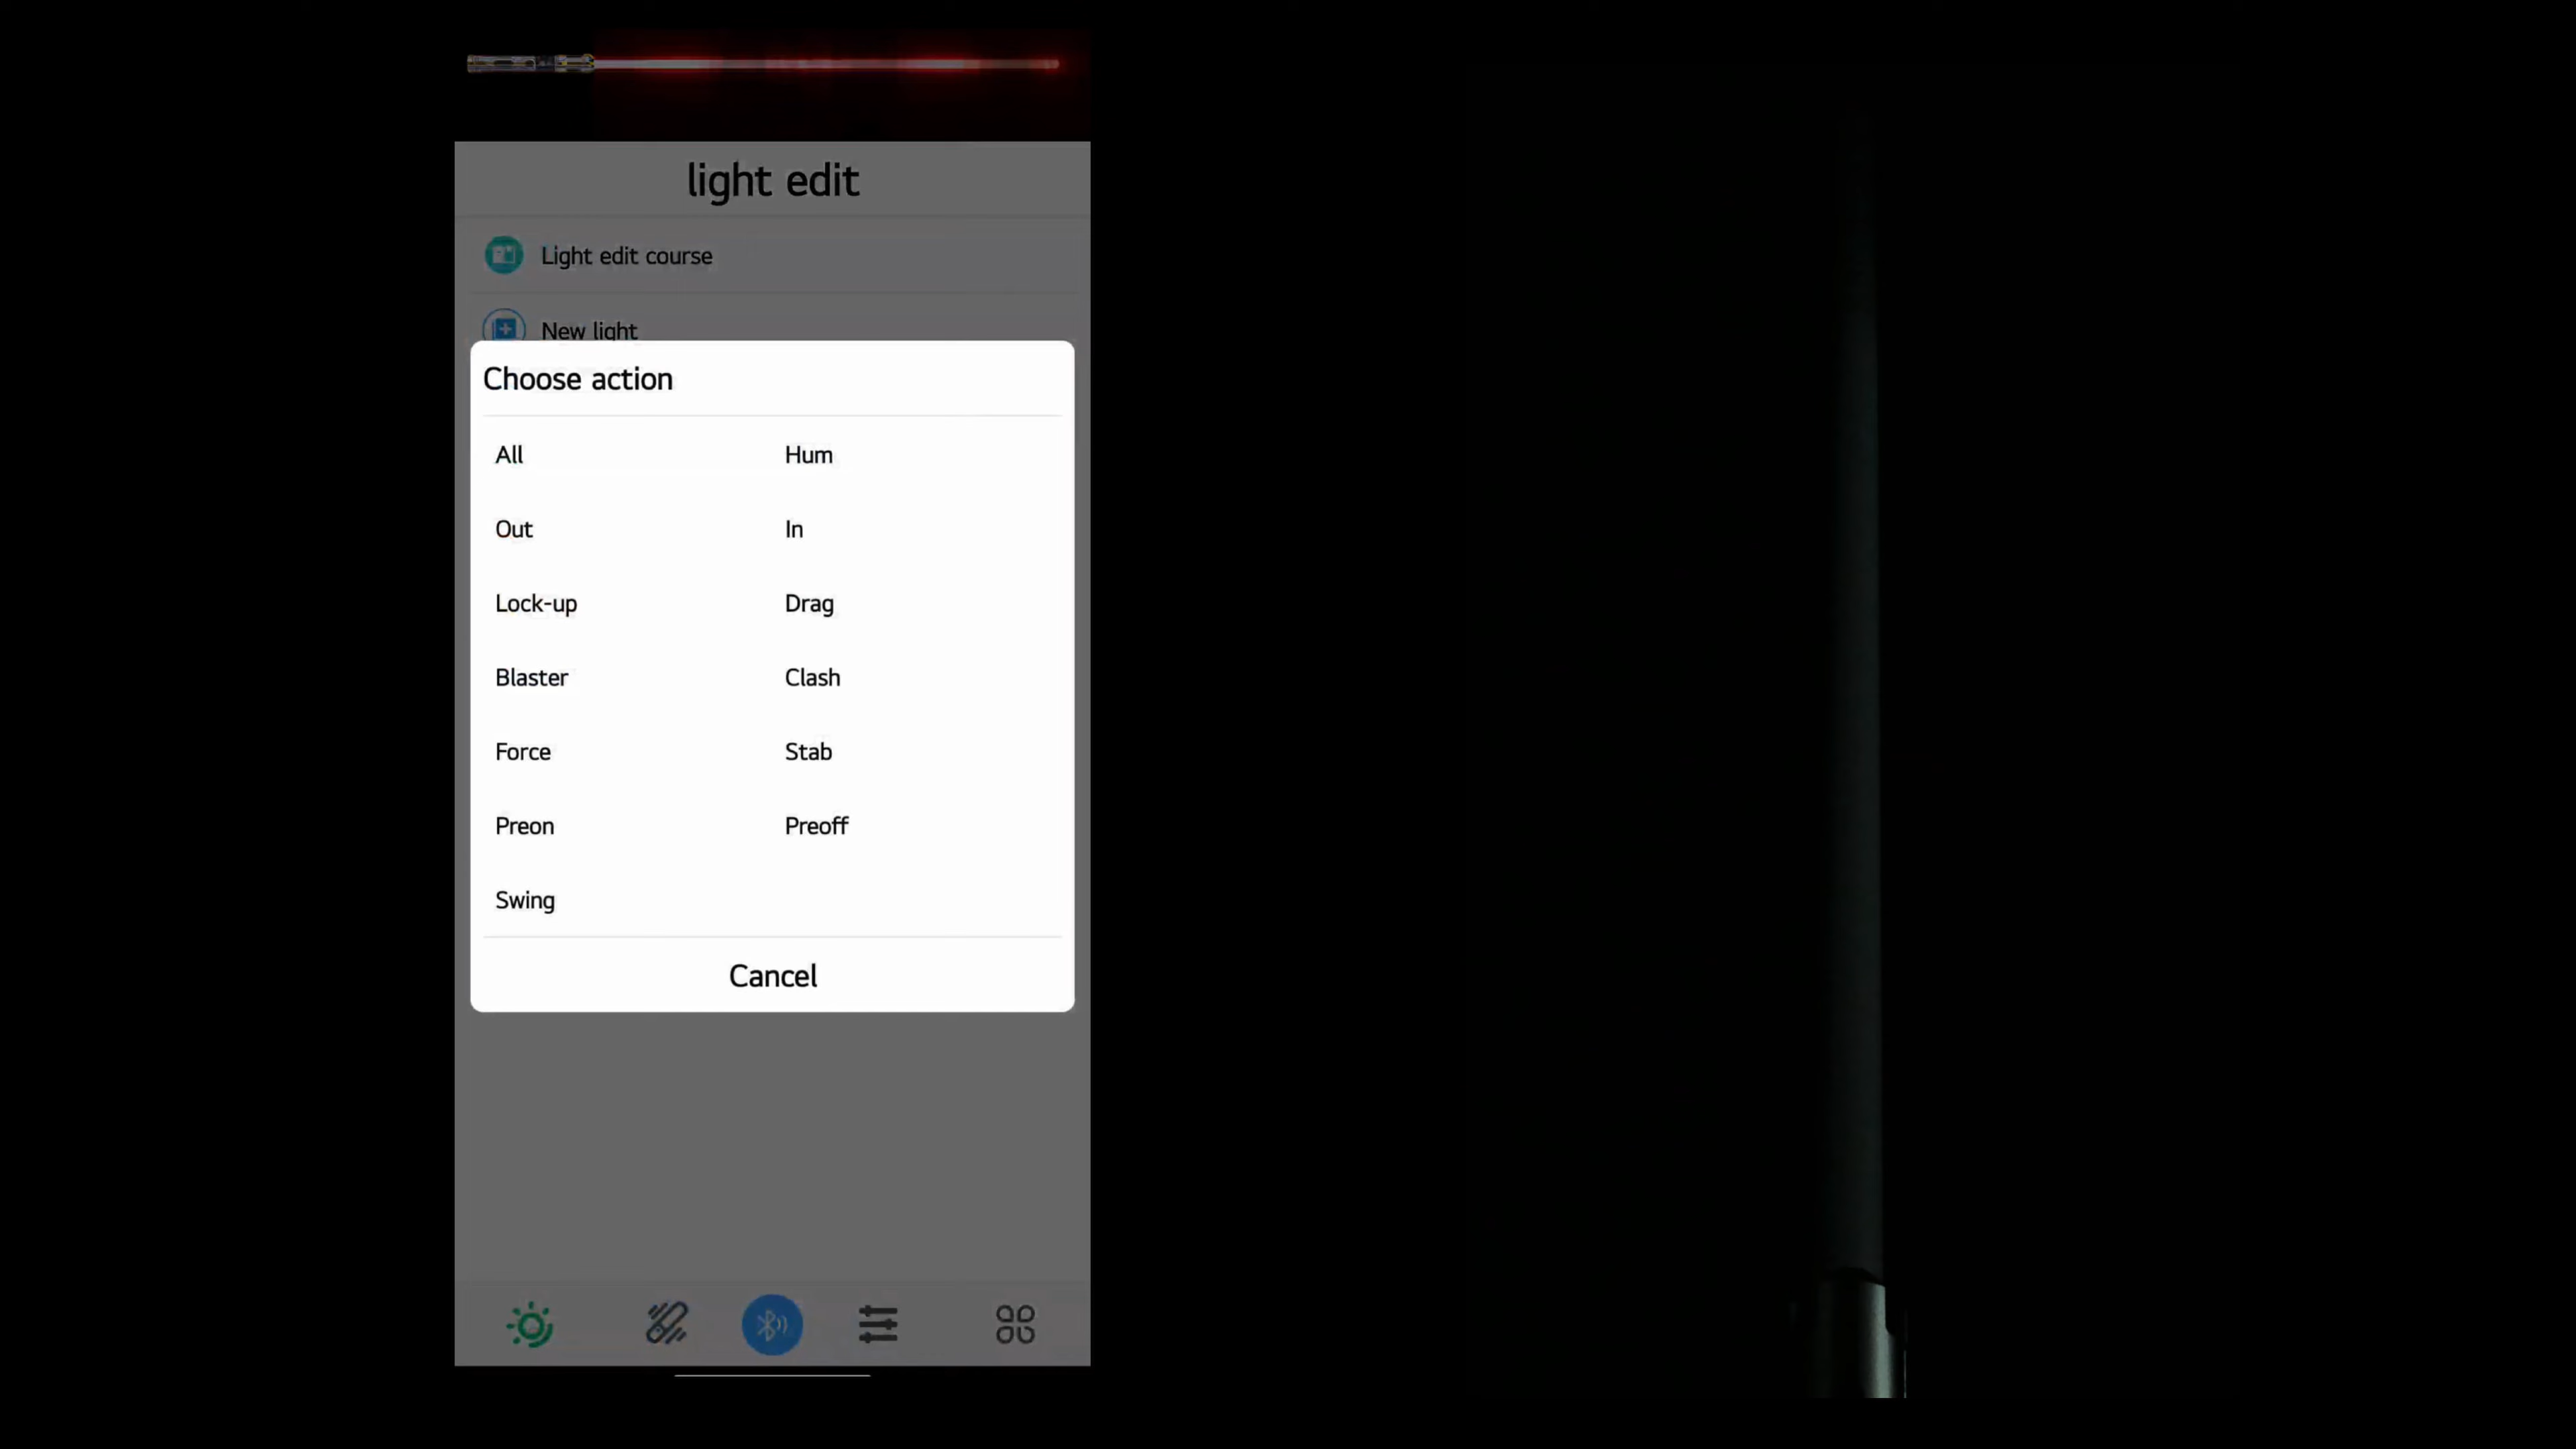 light edit
Light edit course
New light
Choose action
All
Hum
Out
In
Lock-up
Drag
Blaster
Clash
Force
Stab
Preon
Preoff
Swing
Cancel